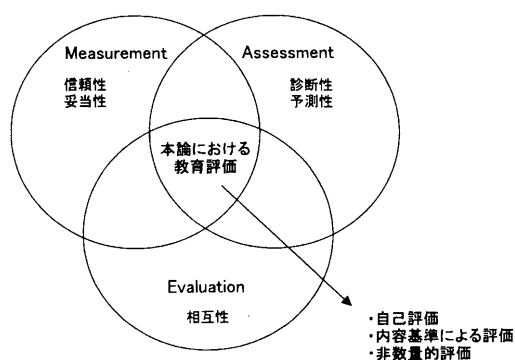 Measurement
信頼性
妥当性
Assessment
診断性
予測性
本論における
教育評価
Evaluation
相互性
・自己評価
・内容基準による評価
・非数量的評価